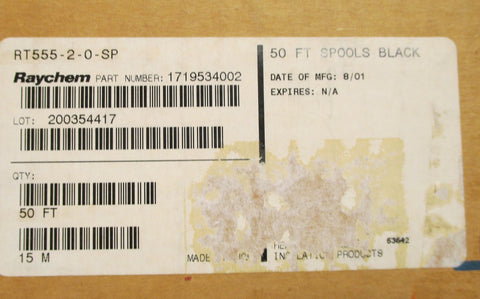 RT555-2-0-SP
Raychem PART NUMBER: 1719534002
LOT: 200354417
QTY:
50 FT
15 M
50 FT SPOOLS BLACK
DATE OF MFG: 8/01
EXPIRES: N/A
63642
MADE
PRODUCTS